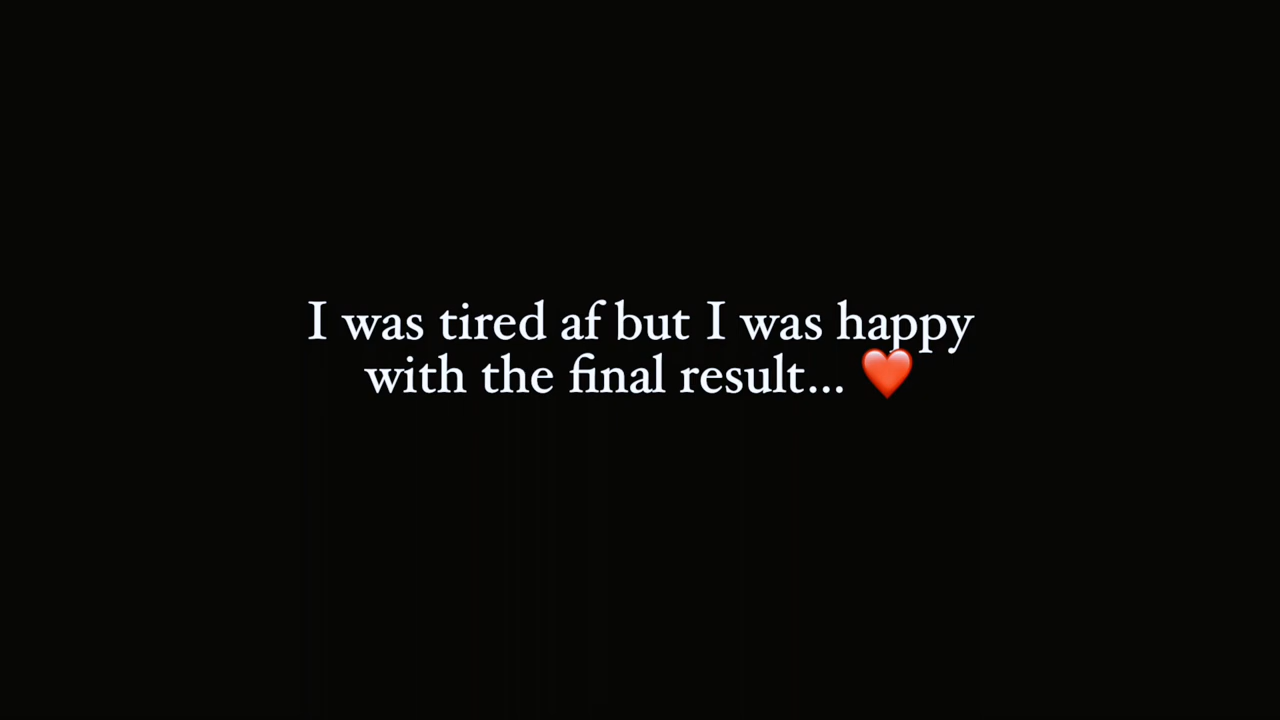 I was tired af but I was happy
with the final result... ❤️